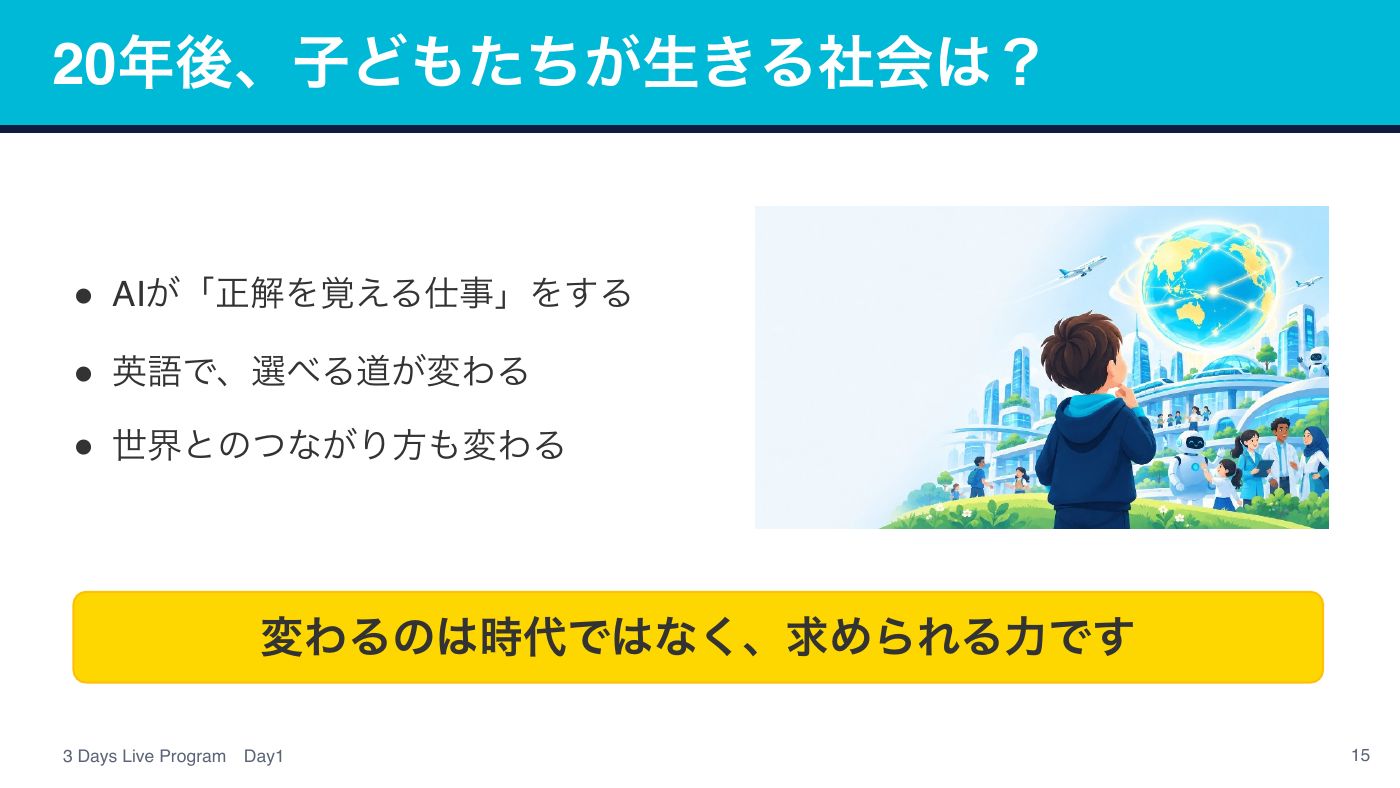 20年後、子どもたちが生きる社会は？
● AIが「正解を覚える仕事」をする
● 英語で、選べる道が変わる
● 世界とのつながり方も変わる
変わるのは時代ではなく、求められる力です
3 Days Live Program　Day1
15